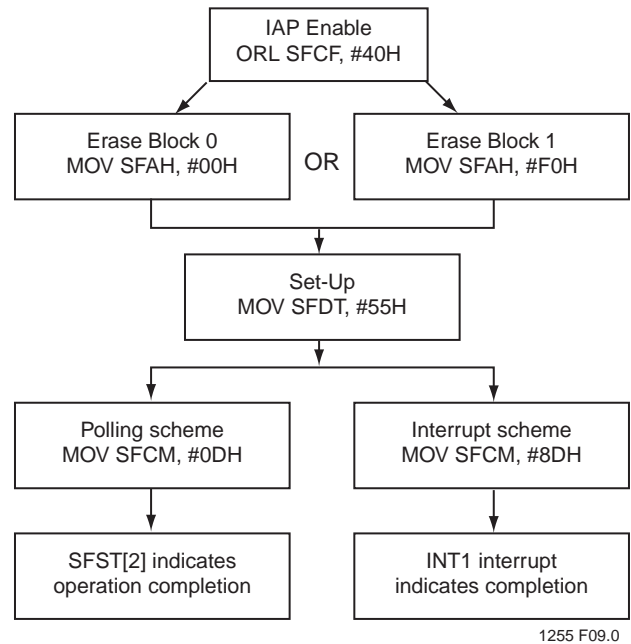 IAP Enable
ORL SFCF, #40H
Erase Block 0
MOV SFAH, #00H
OR
Erase Block 1
MOV SFAH, #F0H
Set-Up
MOV SFDT, #55H
Polling scheme
MOV SFCM, #0DH
Interrupt scheme
MOV SFCM, #8DH
SFST[2] indicates
operation completion
INT1 interrupt
indicates completion
1255 F09.0